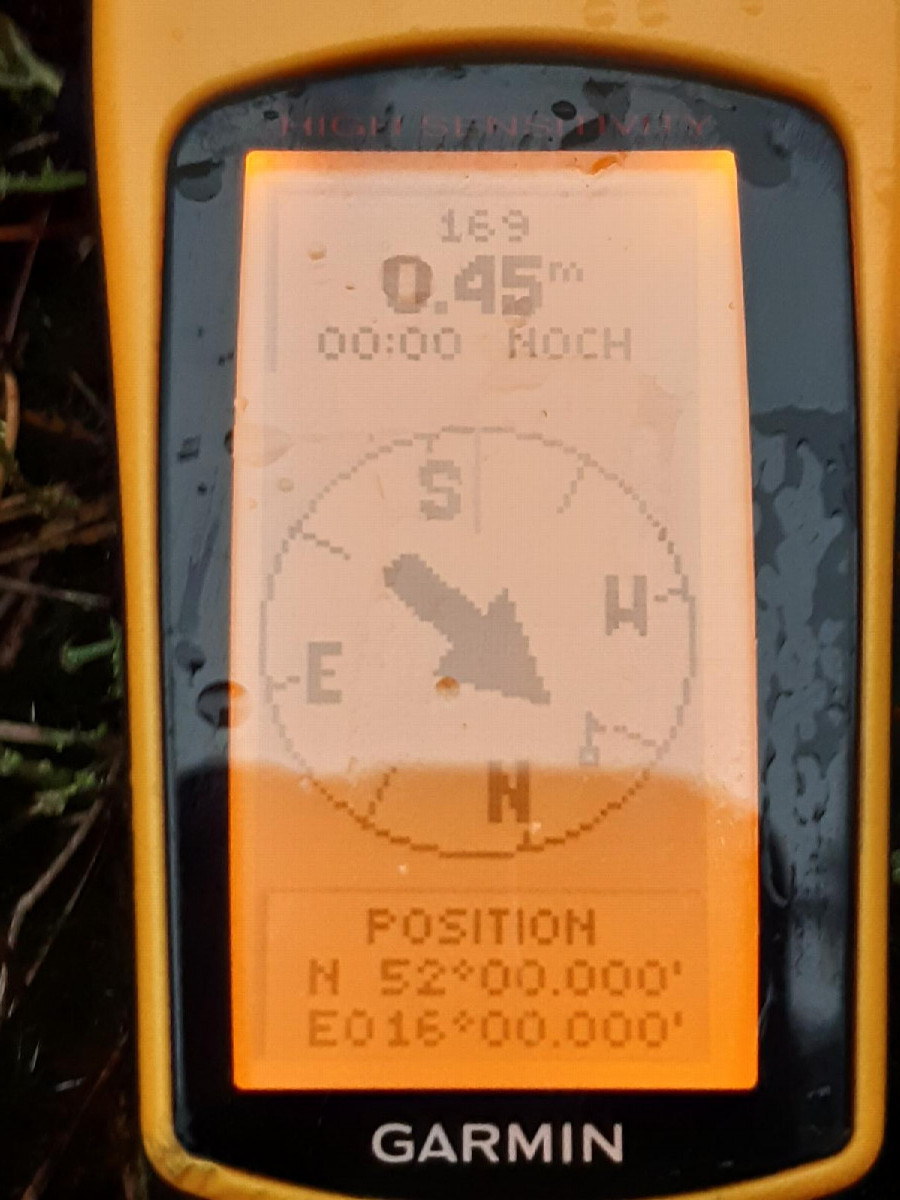 HIGH SENSITIVITY
169
0.45m
00:00 NOCH
S
W
E
N
POSITION
N 52°00.000'
E016°00.000'
GARMIN